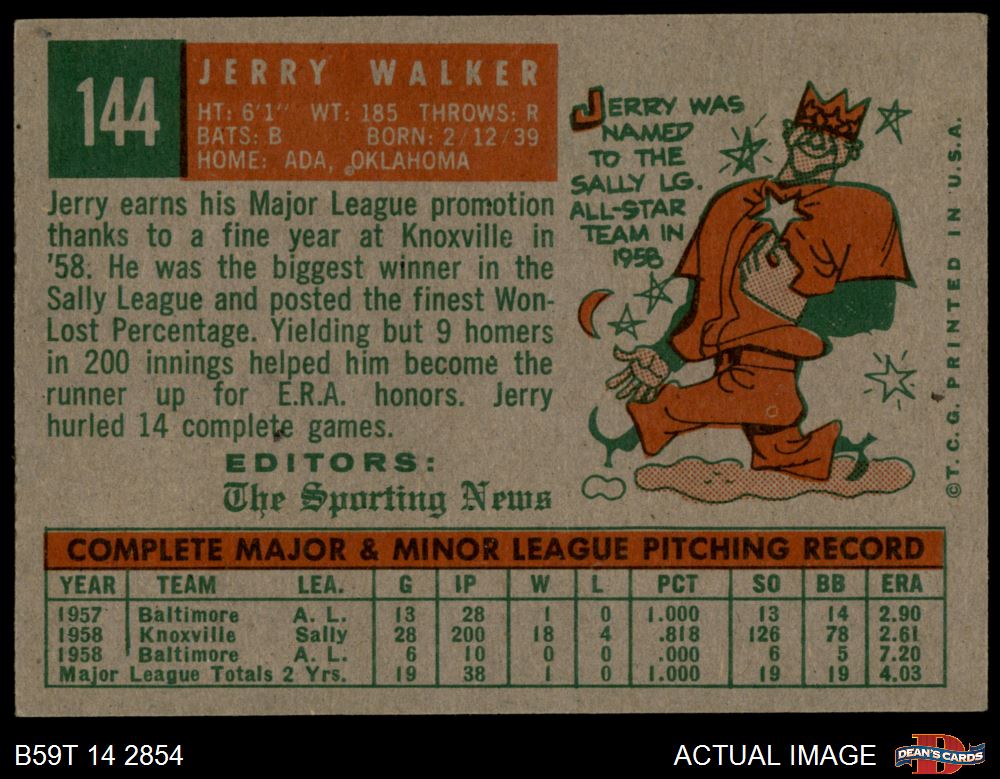 144
JERRY WALKER
HT: 6'1" WT: 185 THROWS: R
BATS: B BORN: 2/12/39
HOME: ADA, OKLAHOMA
Jerry earns his Major League promotion
thanks to a fine year at Knoxville in
'58. He was the biggest winner in the
Sally League and posted the finest Won-
Lost Percentage. Yielding but 9 homers
in 200 innings helped him become the
runner up for E.R.A. honors. Jerry
hurled 14 complete games.
EDITORS:
The Sporting News
JERRY WAS
NAMED
TO THE
SALLY LG.
ALL-STAR
TEAM IN
1958
©T.C.G. PRINTED IN U.S.A.
COMPLETE MAJOR & MINOR LEAGUE PITCHING RECORD
YEAR TEAM LEA. G IP W L PCT SO BB ERA
1957 Baltimore A. L. 13 28 1 0 1.000 13 14 2.90
1958 Knoxville Sally 28 200 18 4 .818 126 78 2.61
1958 Baltimore A. L. 6 10 0 0 .000 6 5 7.20
Major League Totals 2 Yrs. 19 38 1 0 1.000 19 19 4.03
B59T 14 2854
ACTUAL IMAGE
DEAN'S CARDS